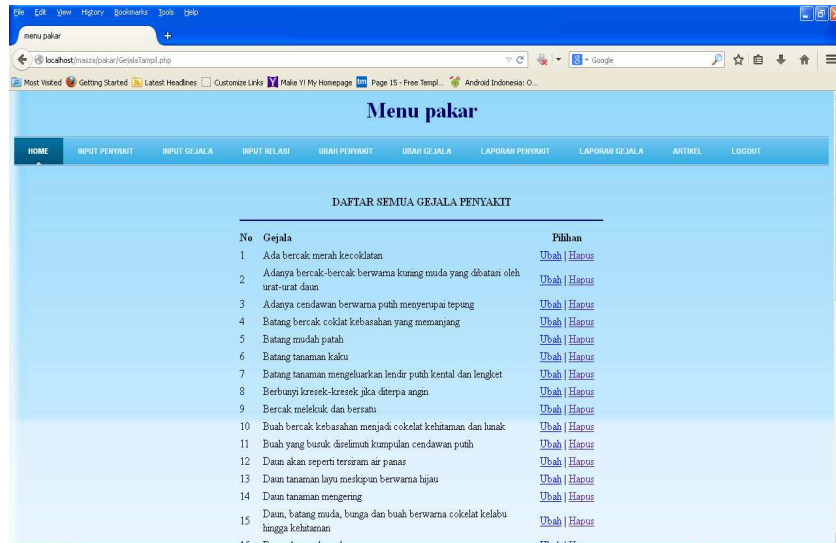 File Edit View History Bookmarks Tools Help
menu pakar
localhost/masza/pakar/GejalaTampil.php
Google
Most Visited Getting Started Latest Headlines Customize Links Make Y! My Homepage Page 15 - Free Templ... Android Indonesia: O...
Menu pakar
HOME INPUT PENYAKIT INPUT GEJALA INPUT RELASI UBAH PENYAKIT UBAH GEJALA LAPORAN PENYAKIT LAPORAN GEJALA ARTIKEL LOGOUT
DAFTAR SEMUA GEJALA PENYAKIT
No Gejala Pilihan
1 Ada bercak merah kecoklatan Ubah | Hapus
2 Adanya bercak-bercak berwarna kuning muda yang dibatasi oleh
urat-urat daun Ubah | Hapus
3 Adanya cendawan berwarna putih menyerupai tepung Ubah | Hapus
4 Batang bercak coklat kebasahan yang memanjang Ubah | Hapus
5 Batang mudah patah Ubah | Hapus
6 Batang tanaman kaku Ubah | Hapus
7 Batang tanaman mengeluarkan lendir putih kental dan lengket Ubah | Hapus
8 Berbunyi kresek-kresek jika diterpa angin Ubah | Hapus
9 Bercak melekuk dan bersatu Ubah | Hapus
10 Buah bercak kebasahan menjadi cokelat kehitaman dan lunak Ubah | Hapus
11 Buah yang busuk diselimuti kumpulan cendawan putih Ubah | Hapus
12 Daun akan seperti tersiram air panas Ubah | Hapus
13 Daun tanaman layu meskipun berwarna hijau Ubah | Hapus
14 Daun tanaman mengering Ubah | Hapus
15 Daun, batang muda, bunga dan buah berwarna cokelat kelabu
hingga kehitaman Ubah | Hapus